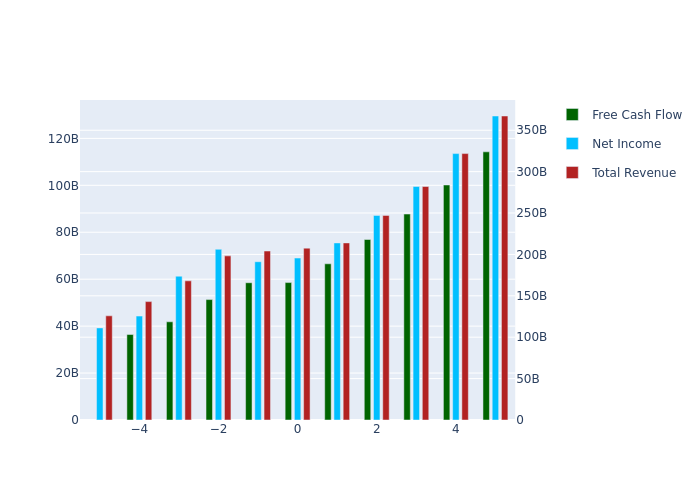 120B
100B
80B
60B
40B
20B
0
350B
300B
250B
200B
150B
100B
50B
0
−4
−2
0
2
4
Free Cash Flow
Net Income
Total Revenue